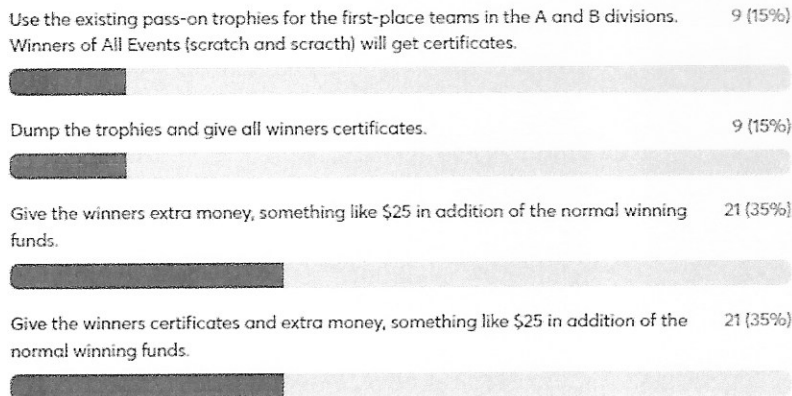 Use the existing pass-on trophies for the first-place teams in the A and B divisions. 9 (15%)
Winners of All Events (scratch and scracth) will get certificates.
Dump the trophies and give all winners certificates. 9 (15%)
Give the winners extra money, something like $25 in addition of the normal winning 21 (35%)
funds.
Give the winners certificates and extra money, something like $25 in addition of the 21 (35%)
normal winning funds.